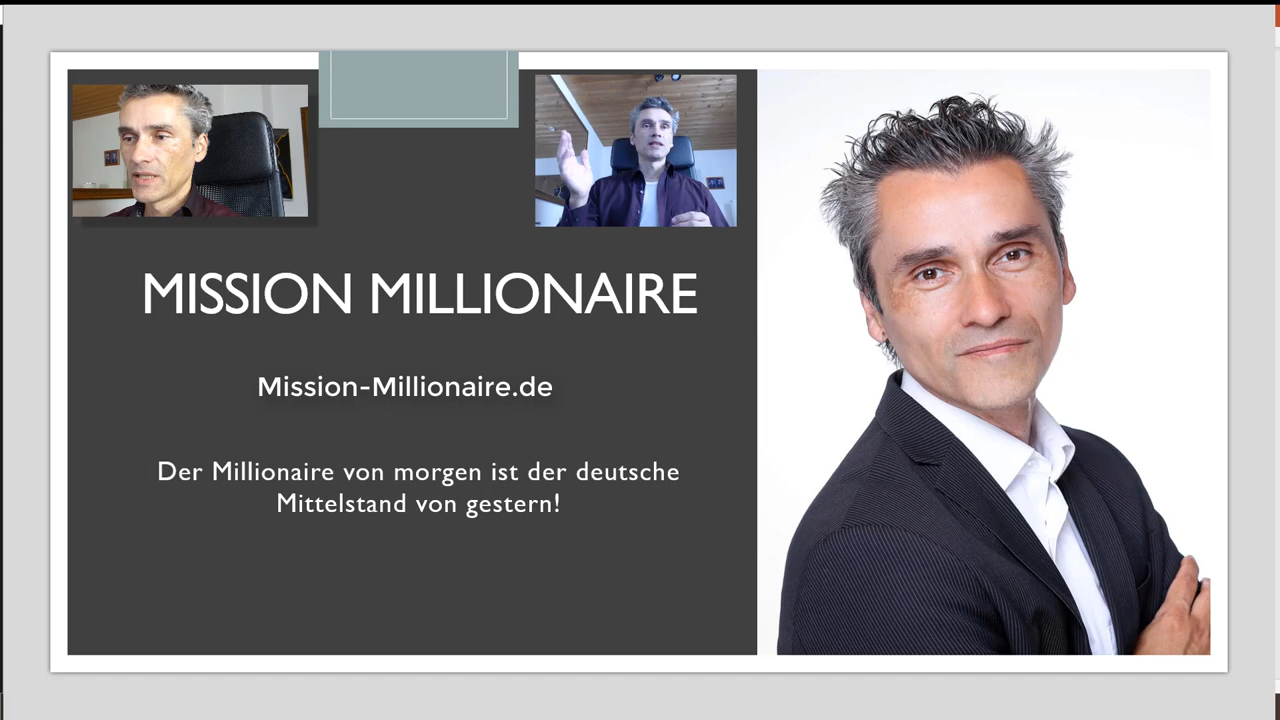 MISSION MILLIONAIRE
Mission-Millionaire.de
Der Millionaire von morgen ist der deutsche
Mittelstand von gestern!